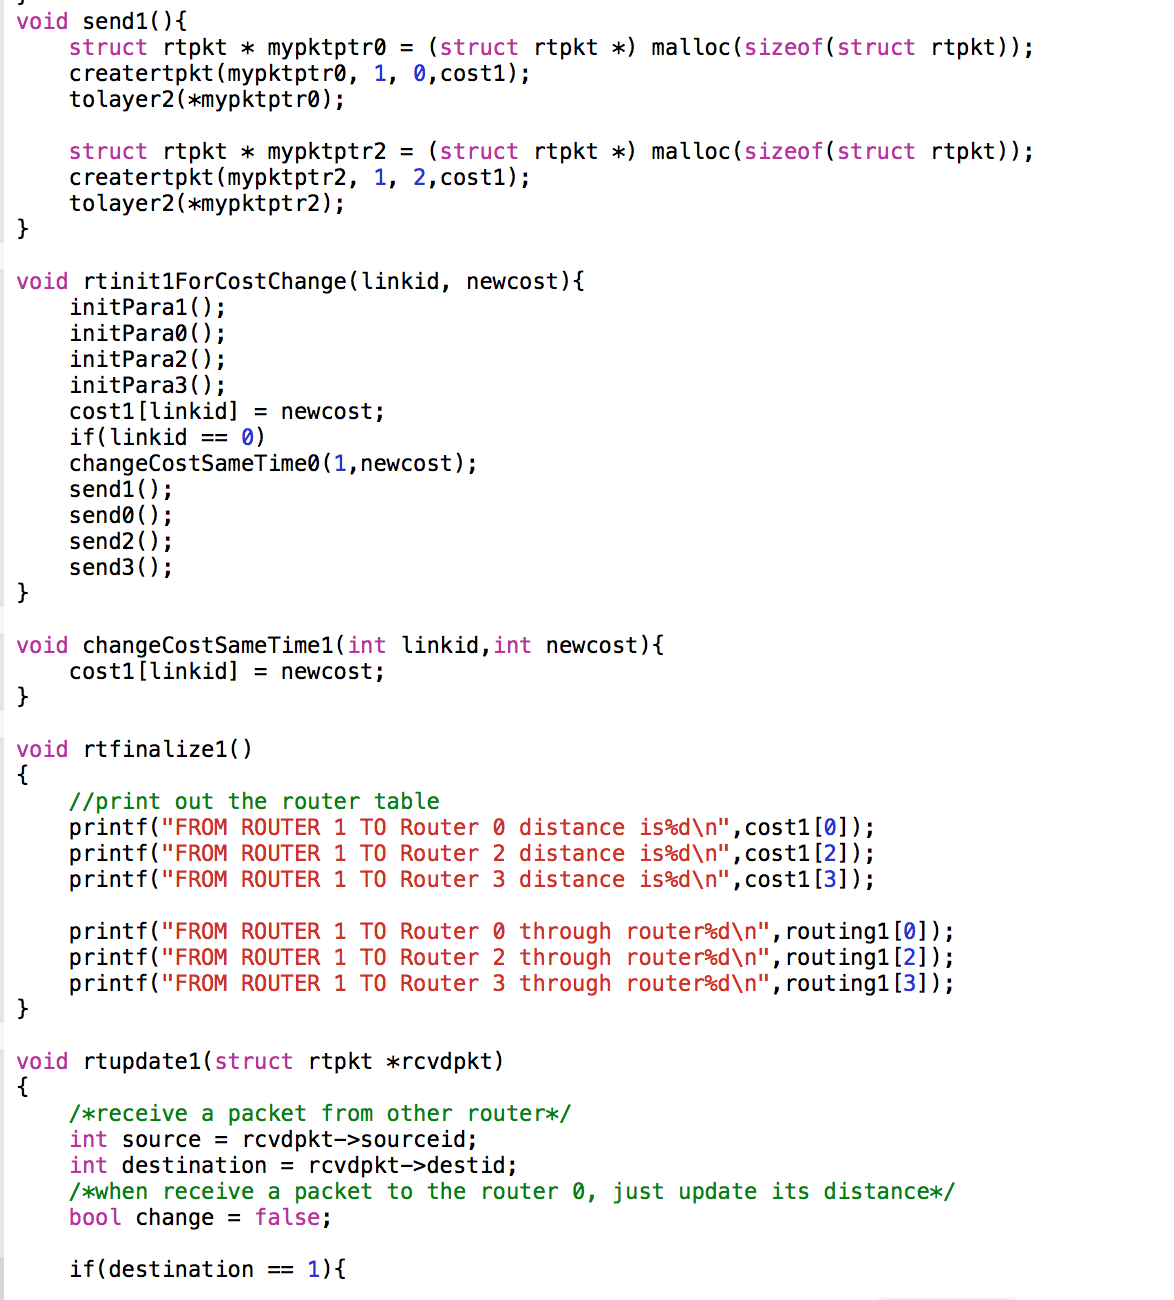 void send1(){
    struct rtpkt * mypktptr0 = (struct rtpkt *) malloc(sizeof(struct rtpkt));
    creatertpkt(mypktptr0, 1, 0,cost1);
    tolayer2(*mypktptr0);

    struct rtpkt * mypktptr2 = (struct rtpkt *) malloc(sizeof(struct rtpkt));
    creatertpkt(mypktptr2, 1, 2,cost1);
    tolayer2(*mypktptr2);
}

void rtinit1ForCostChange(linkid, newcost){
    initPara1();
    initPara0();
    initPara2();
    initPara3();
    cost1[linkid] = newcost;
    if(linkid == 0)
    changeCostSameTime0(1,newcost);
    send1();
    send0();
    send2();
    send3();
}

void changeCostSameTime1(int linkid,int newcost){
    cost1[linkid] = newcost;
}

void rtfinalize1()
{
    //print out the router table
    printf("FROM ROUTER 1 TO Router 0 distance is%d\n",cost1[0]);
    printf("FROM ROUTER 1 TO Router 2 distance is%d\n",cost1[2]);
    printf("FROM ROUTER 1 TO Router 3 distance is%d\n",cost1[3]);

    printf("FROM ROUTER 1 TO Router 0 through router%d\n",routing1[0]);
    printf("FROM ROUTER 1 TO Router 2 through router%d\n",routing1[2]);
    printf("FROM ROUTER 1 TO Router 3 through router%d\n",routing1[3]);
}

void rtupdate1(struct rtpkt *rcvdpkt)
{
    /*receive a packet from other router*/
    int source = rcvdpkt->sourceid;
    int destination = rcvdpkt->destid;
    /*when receive a packet to the router 0, just update its distance*/
    bool change = false;

    if(destination == 1){